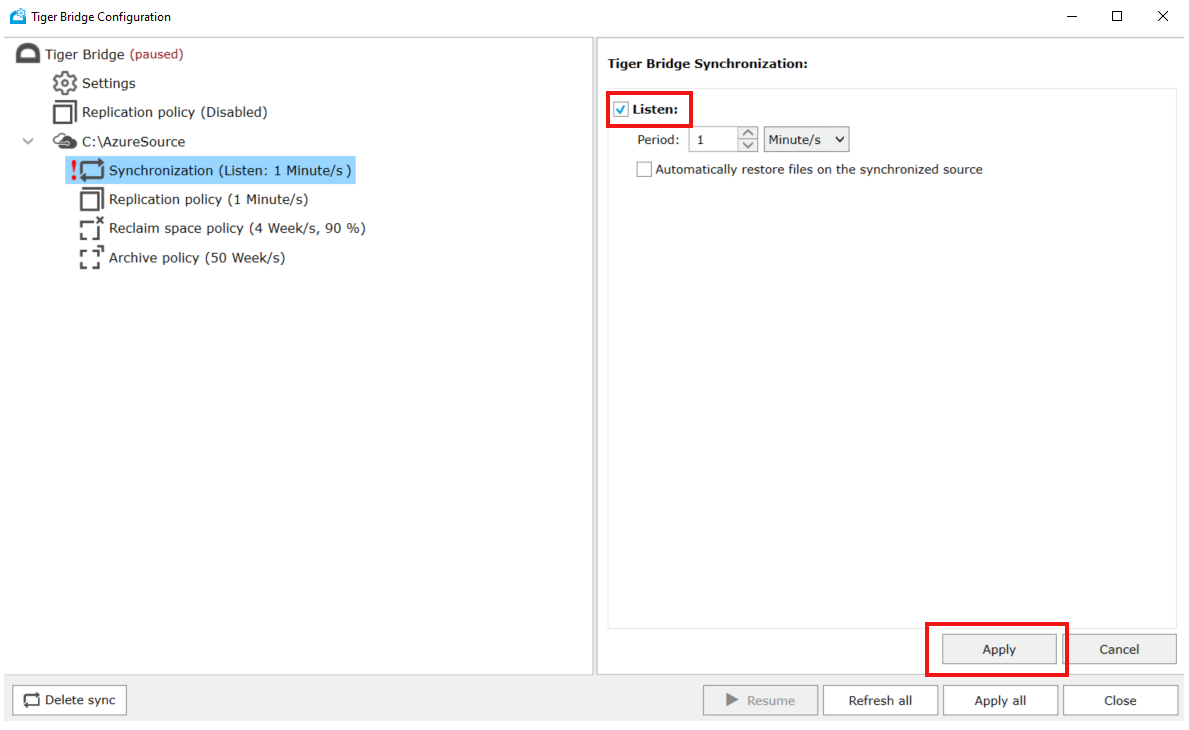 Tiger Bridge Configuration
Tiger Bridge (paused)
Settings
Replication policy (Disabled)
C:\AzureSource
Synchronization (Listen: 1 Minute/s )
Replication policy (1 Minute/s)
Reclaim space policy (4 Week/s, 90 %)
Archive policy (50 Week/s)
Tiger Bridge Synchronization:
Listen:
Period: 1 Minute/s
Automatically restore files on the synchronized source
Apply Cancel
Delete sync Resume Refresh all Apply all Close